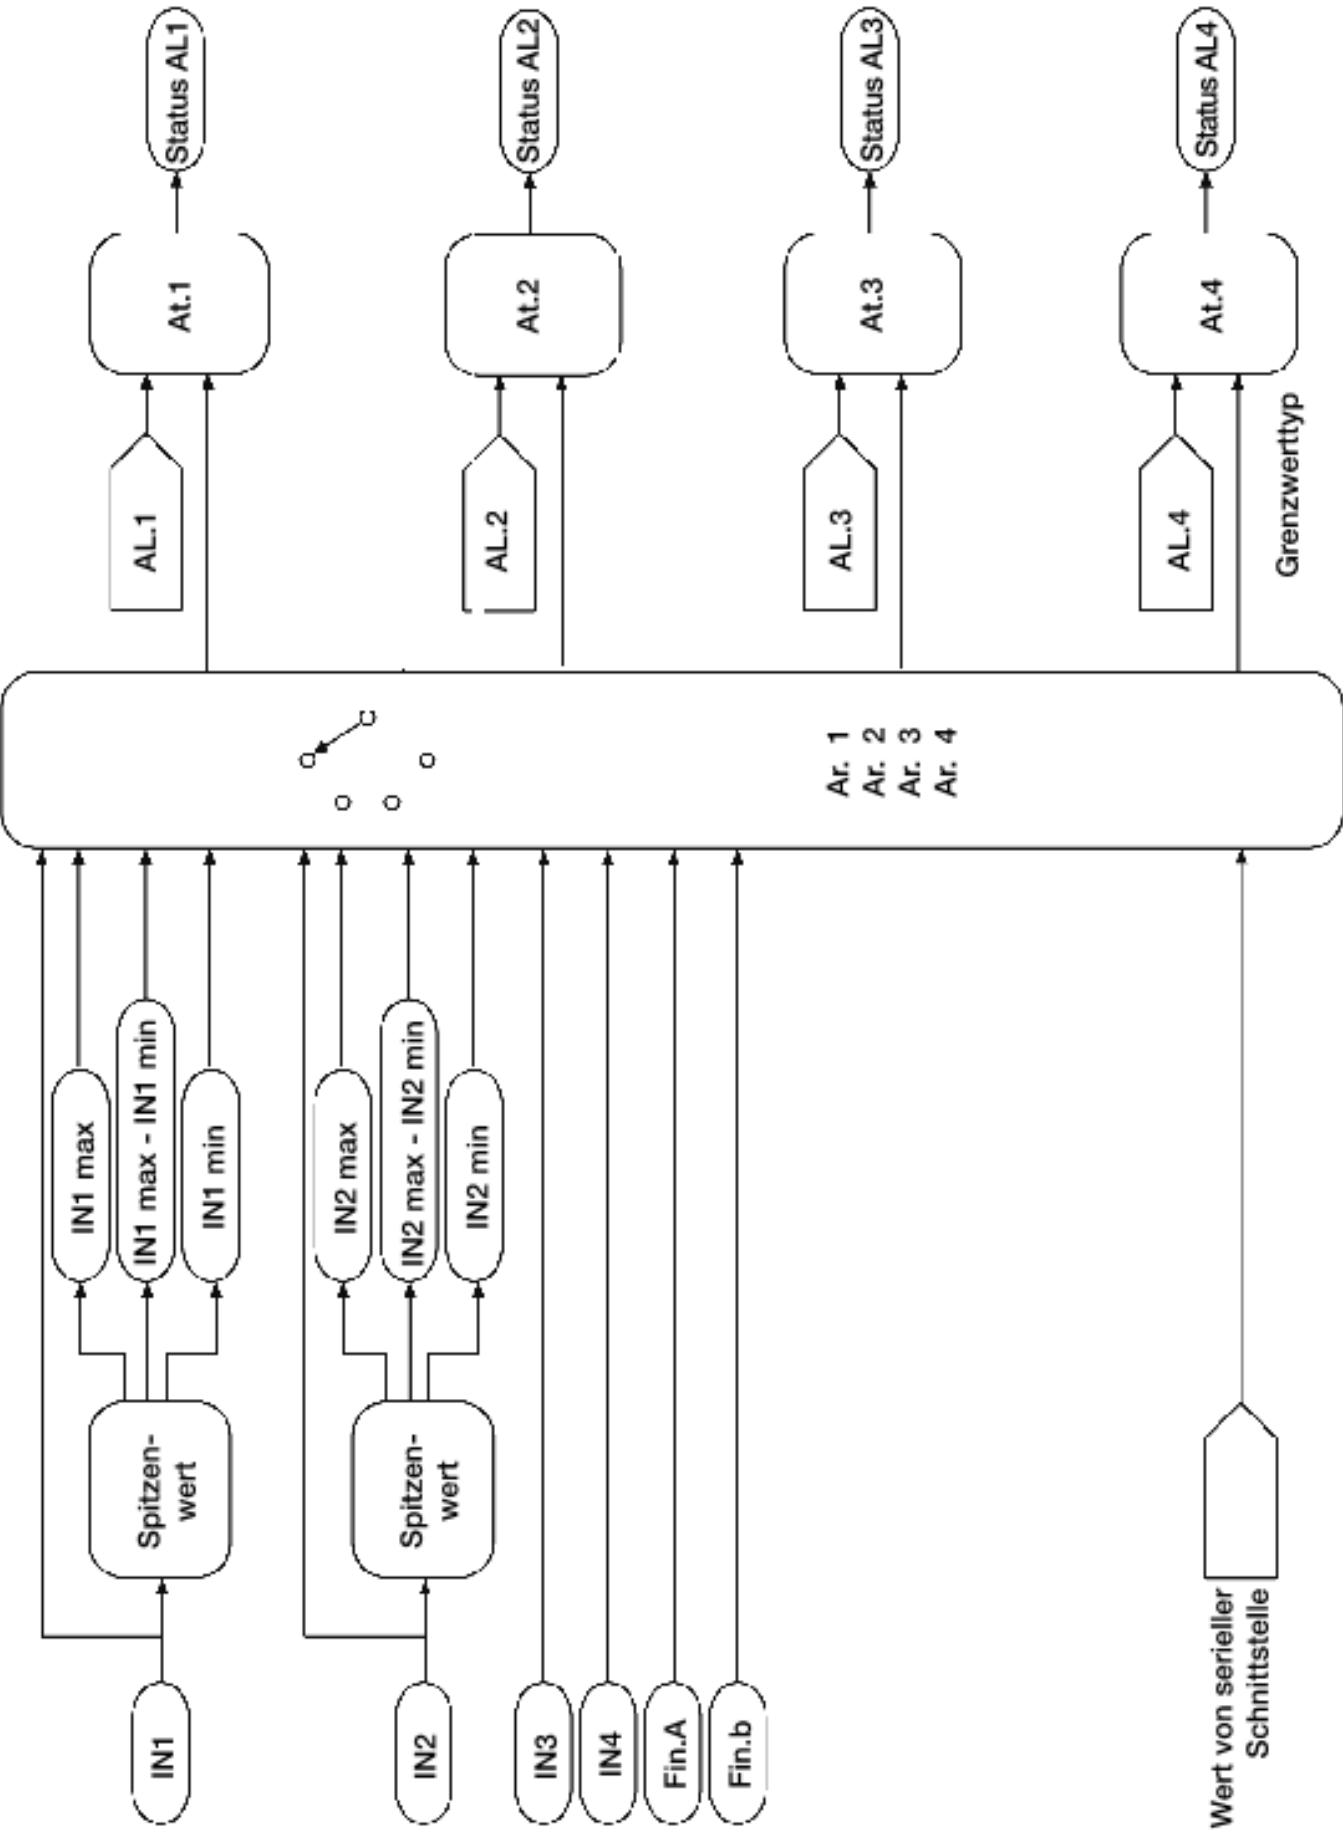 IN1
Spitzen-
wert
IN1 max
IN1 max - IN1 min
IN1 min
IN2
Spitzen-
wert
IN2 max
IN2 max - IN2 min
IN2 min
IN3
IN4
Fin.A
Fin.b
Wert von serieller
Schnittstelle
Ar. 1
Ar. 2
Ar. 3
Ar. 4
AL.1
At.1
Status AL1
AL.2
At.2
Status AL2
AL.3
At.3
Status AL3
AL.4
At.4
Status AL4
Grenzwerttyp